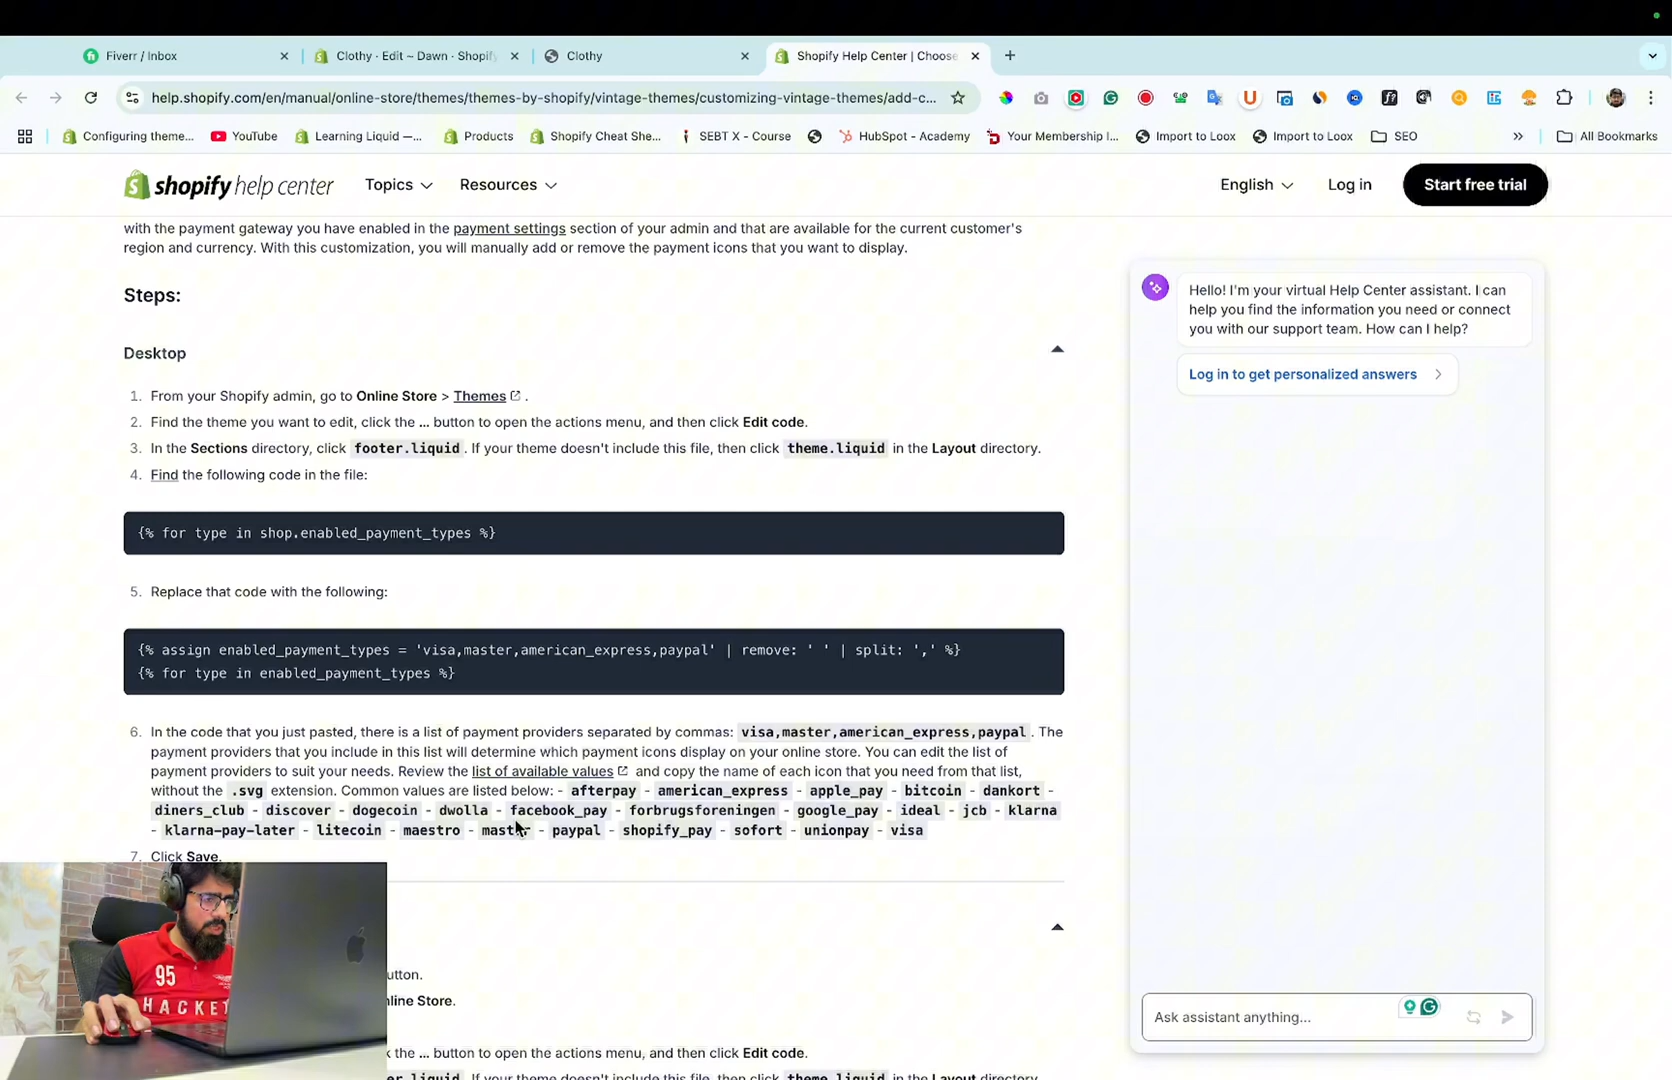 Fiverr / Inbox
Clothy · Edit ~ Dawn · Shopify
Clothy
Shopify Help Center | Choose
help.shopify.com/en/manual/online-store/themes/themes-by-shopify/vintage-themes/customizing-vintage-themes/add-c...
Configuring theme...
YouTube
Learning Liquid —...
Products
Shopify Cheat She...
SEBT X - Course
HubSpot - Academy
Your Membership I...
Import to Loox
Import to Loox
SEO
All Bookmarks
shopify help center
Topics
Resources
English
Log in
Start free trial
with the payment gateway you have enabled in the payment settings section of your admin and that are available for the current customer's
region and currency. With this customization, you will manually add or remove the payment icons that you want to display.
Steps:
Desktop
1. From your Shopify admin, go to Online Store > Themes .
2. Find the theme you want to edit, click the ... button to open the actions menu, and then click Edit code.
3. In the Sections directory, click footer.liquid. If your theme doesn't include this file, then click theme.liquid in the Layout directory.
4. Find the following code in the file:
{% for type in shop.enabled_payment_types %}
5. Replace that code with the following:
{% assign enabled_payment_types = 'visa,master,american_express,paypal' | remove: ' ' | split: ',' %}
{% for type in enabled_payment_types %}
6. In the code that you just pasted, there is a list of payment providers separated by commas: visa,master,american_express,paypal. The
payment providers that you include in this list will determine which payment icons display on your online store. You can edit the list of
payment providers to suit your needs. Review the list of available values and copy the name of each icon that you need from that list,
without the .svg extension. Common values are listed below: - afterpay - american_express - apple_pay - bitcoin - dankort -
diners_club - discover - dogecoin - dwolla - facebook_pay - forbrugsforeningen - google_pay - ideal - jcb - klarna
- klarna-pay-later - litecoin - maestro - master - paypal - shopify_pay - sofort - unionpay - visa
7. Click Save.
utton.
nline Store.
k the ... button to open the actions menu, and then click Edit code.
er.liquid. If your theme doesn't include this file, then click theme.liquid in the Layout directory.
Hello! I'm your virtual Help Center assistant. I can
help you find the information you need or connect
you with our support team. How can I help?
Log in to get personalized answers
Ask assistant anything...
95
HACKET